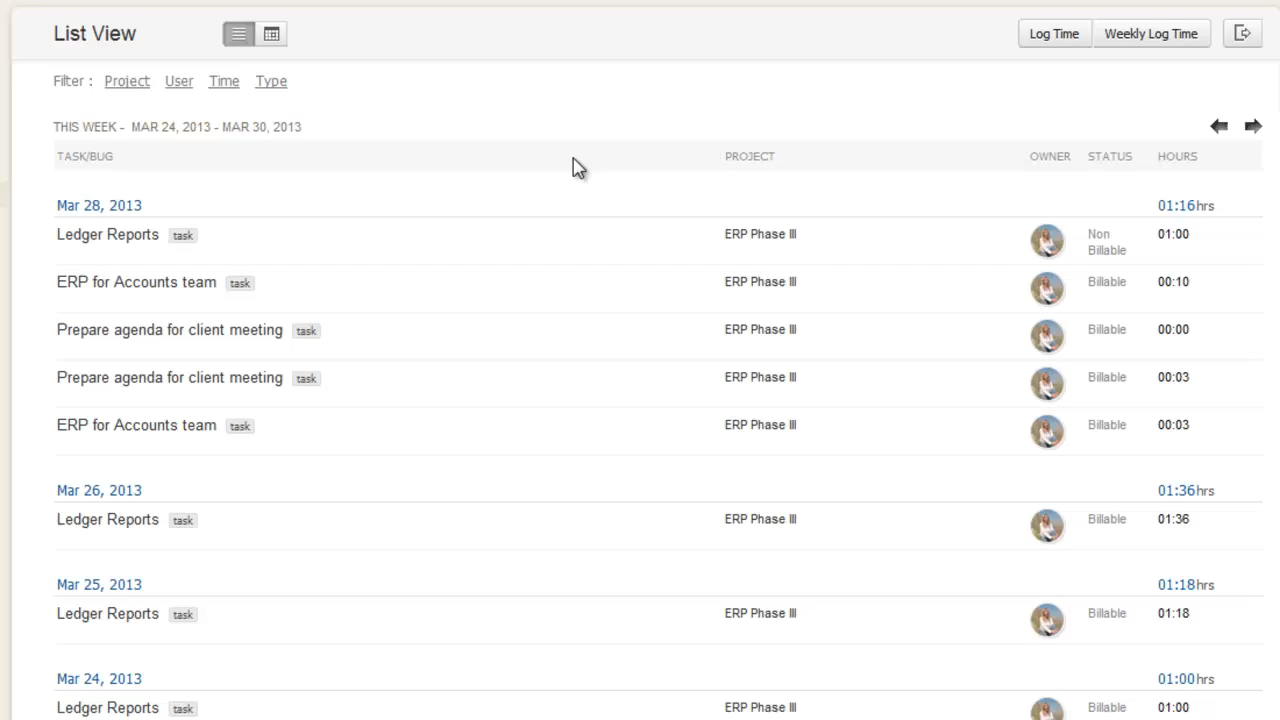 List View
Log Time Weekly Log Time
Filter : Project User Time Type
THIS WEEK - MAR 24, 2013 - MAR 30, 2013
TASK/BUG PROJECT OWNER STATUS HOURS
Mar 28, 2013 01:16hrs
Ledger Reports task ERP Phase III Non Billable 01:00
ERP for Accounts team task ERP Phase III Billable 00:10
Prepare agenda for client meeting task ERP Phase III Billable 00:00
Prepare agenda for client meeting task ERP Phase III Billable 00:03
ERP for Accounts team task ERP Phase III Billable 00:03
Mar 26, 2013 01:36hrs
Ledger Reports task ERP Phase III Billable 01:36
Mar 25, 2013 01:18hrs
Ledger Reports task ERP Phase III Billable 01:18
Mar 24, 2013 01:00hrs
Ledger Reports task ERP Phase III Billable 01:00